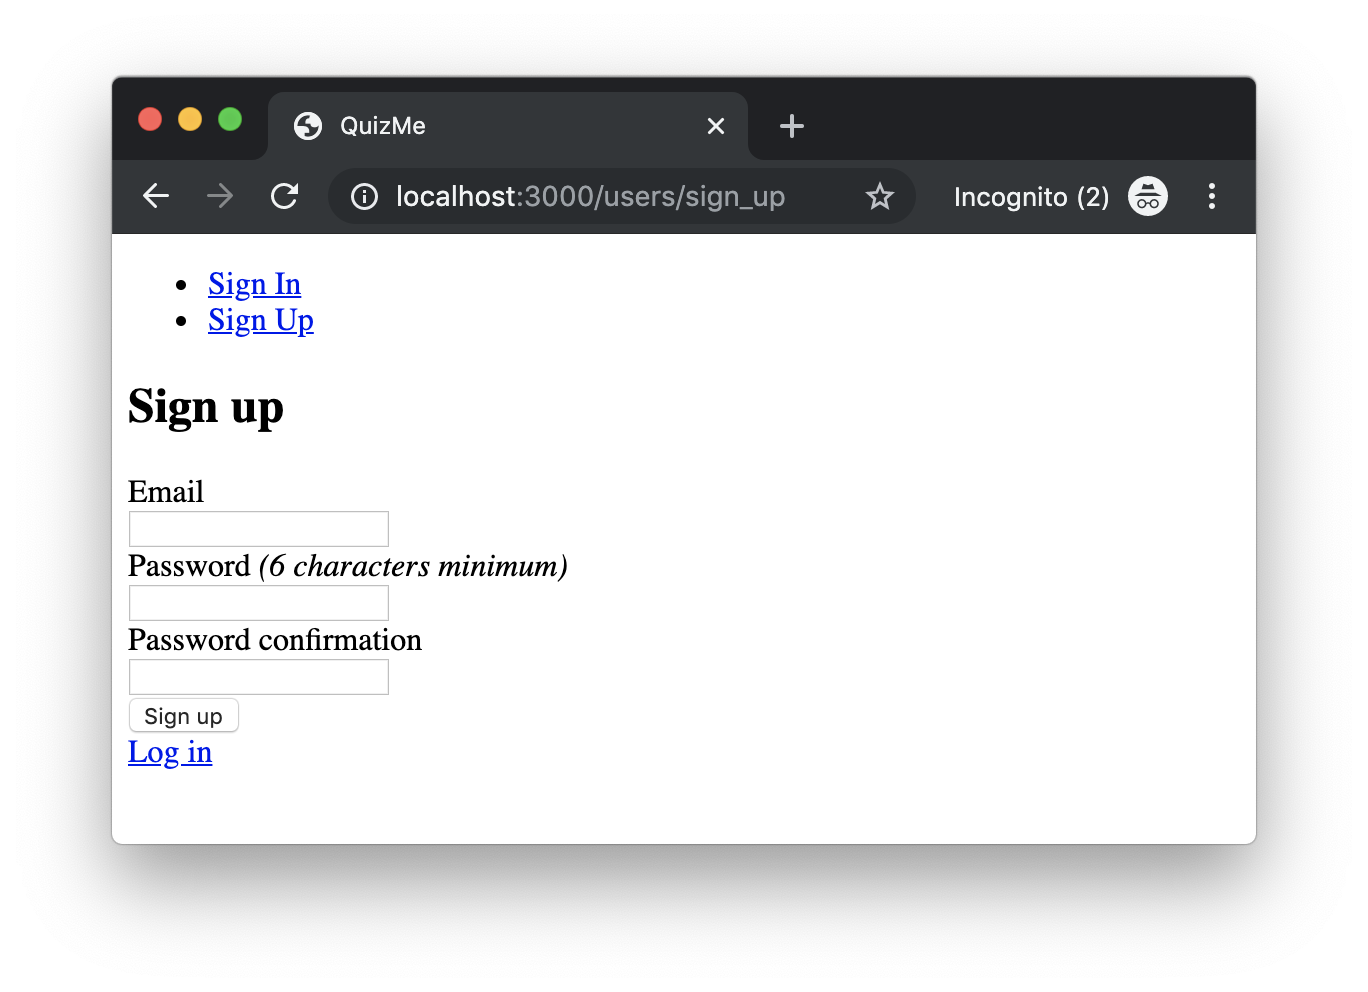 QuizMe
localhost:3000/users/sign_up
Incognito (2)
Sign In
Sign Up
Sign up
Email
Password (6 characters minimum)
Password confirmation
Sign up
Log in